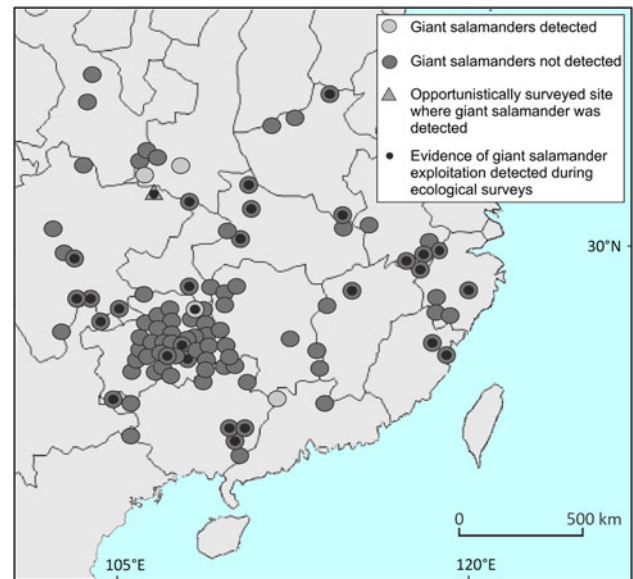 Giant salamanders detected
Giant salamanders not detected
Opportunistically surveyed site
where giant salamander was
detected
Evidence of giant salamander
exploitation detected during
ecological surveys
30°N
0 500 km
105°E 120°E